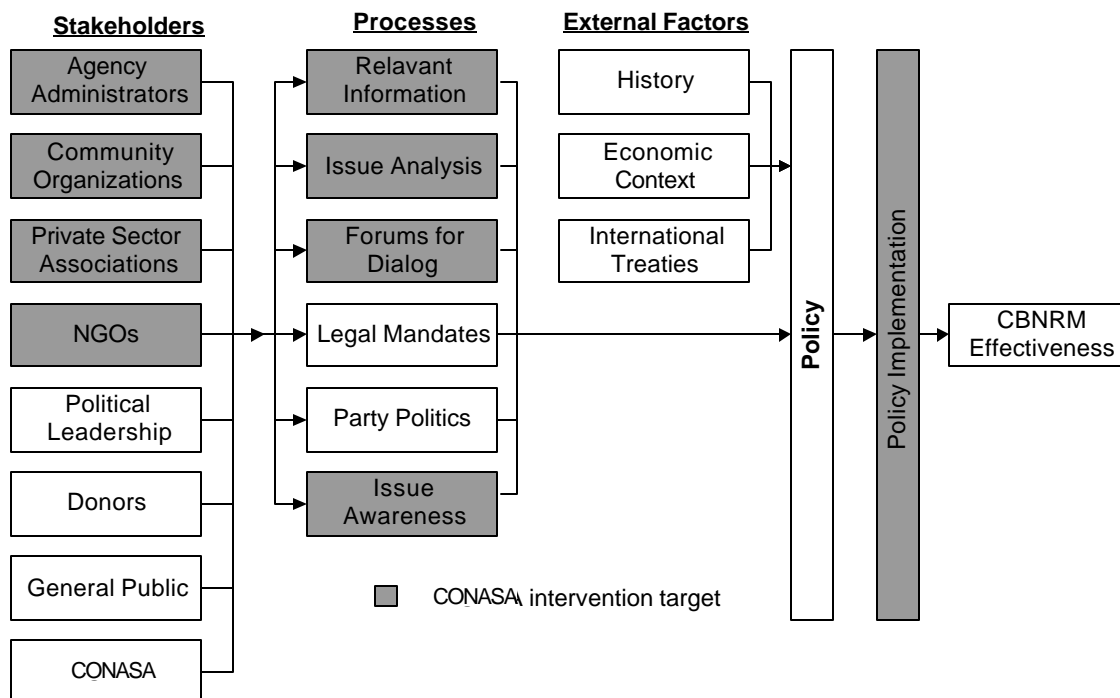 Stakeholders
Processes
External Factors
Agency
Administrators
Community
Organizations
Private Sector
Associations
NGOs
Political
Leadership
Donors
General Public
CONASA
Relavant
Information
Issue Analysis
Forums for
Dialog
Legal Mandates
Party Politics
Issue
Awareness
History
Economic
Context
International
Treaties
Policy
Policy Implementation
CBNRM
Effectiveness
CONASA intervention target